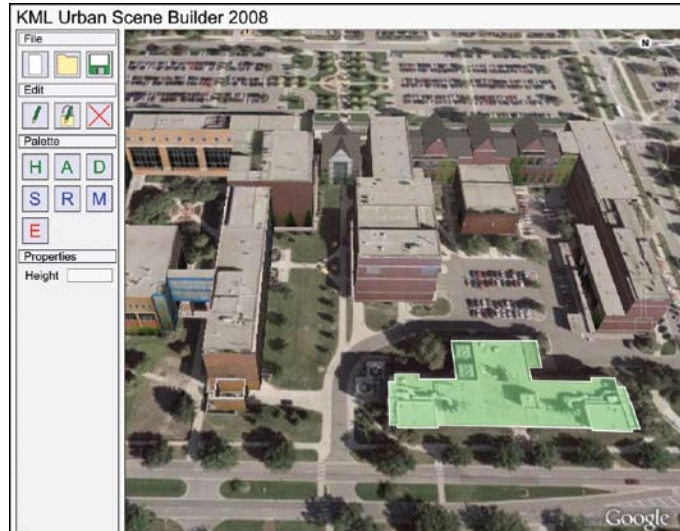 KML Urban Scene Builder 2008
File
Edit
Palette
H A D
S R M
E
Properties
Height
N
Google